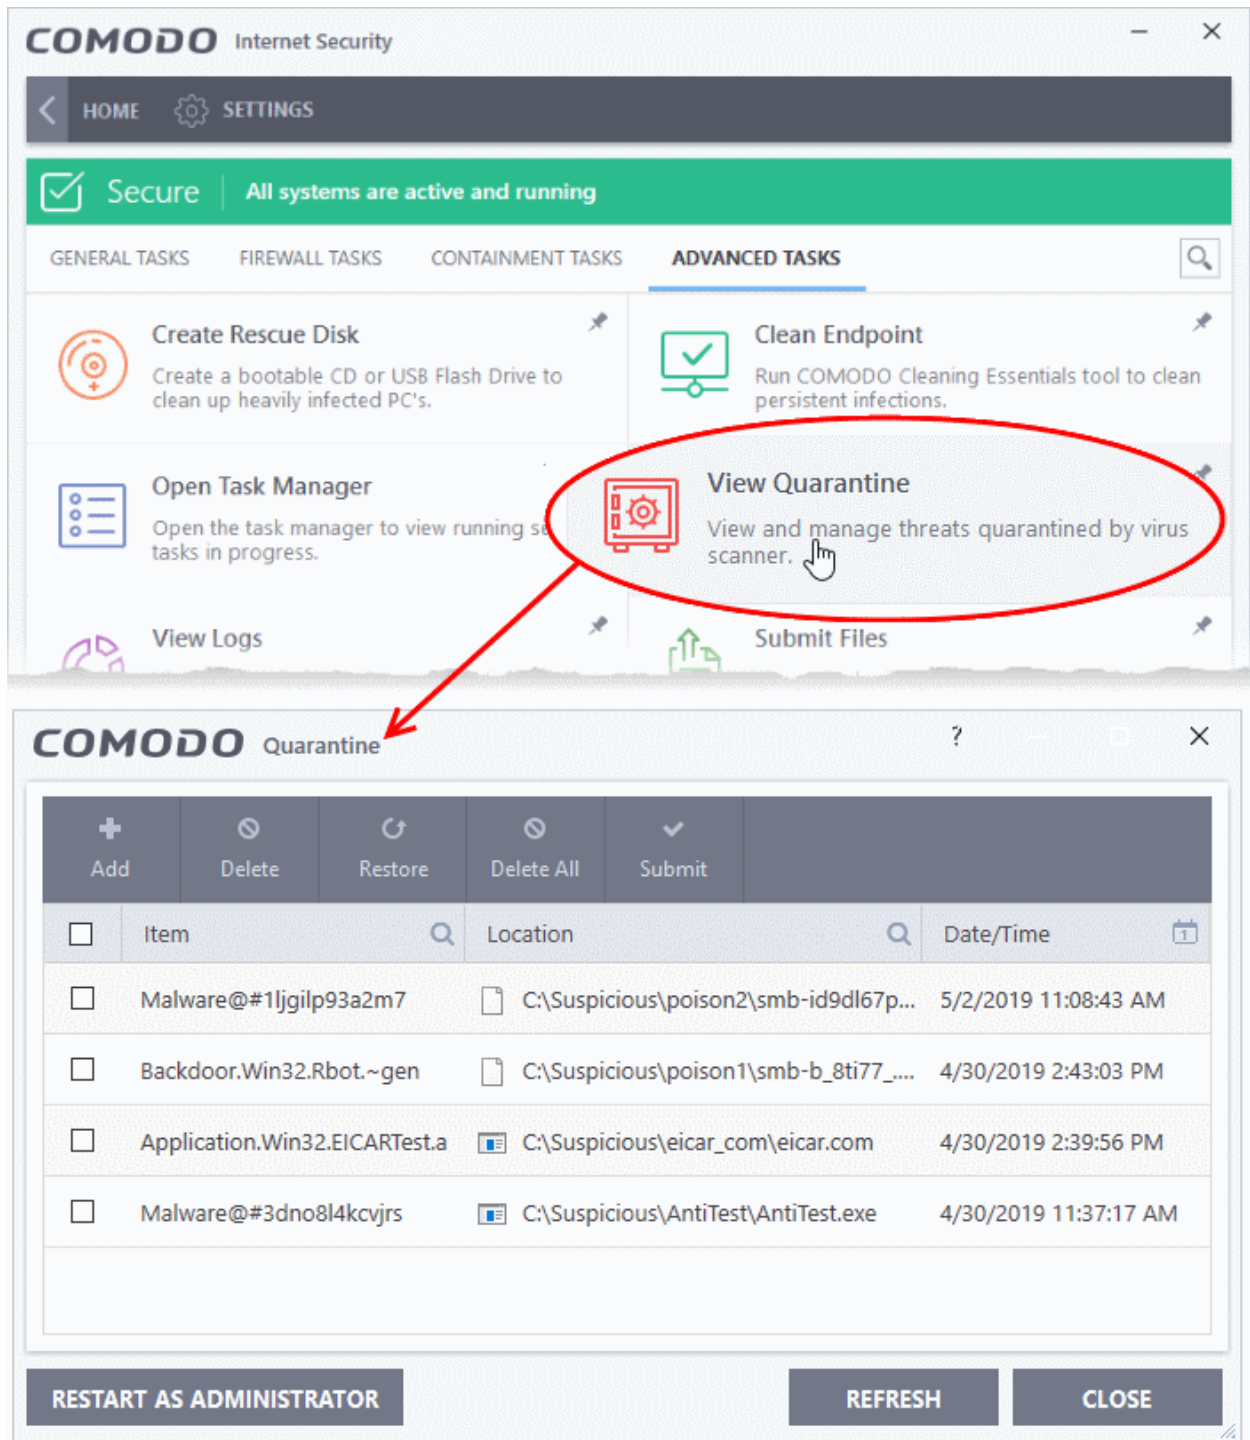 COMODO Internet Security
HOME SETTINGS
Secure All systems are active and running
GENERAL TASKS FIREWALL TASKS CONTAINMENT TASKS ADVANCED TASKS
Create Rescue Disk
Create a bootable CD or USB Flash Drive to
clean up heavily infected PC's.
Clean Endpoint
Run COMODO Cleaning Essentials tool to clean
persistent infections.
Open Task Manager
Open the task manager to view running se
tasks in progress.
View Quarantine
View and manage threats quarantined by virus
scanner.
View Logs
Submit Files
COMODO Quarantine
?
Add Delete Restore Delete All Submit
Item Location Date/Time
1
Malware@#1ljgilp93a2m7 C:\Suspicious\poison2\smb-id9dl67p... 5/2/2019 11:08:43 AM
Backdoor.Win32.Rbot.~gen C:\Suspicious\poison1\smb-b_8ti77_.... 4/30/2019 2:43:03 PM
Application.Win32.EICARTest.a C:\Suspicious\eicar_com\eicar.com 4/30/2019 2:39:56 PM
Malware@#3dno8l4kcvjrs C:\Suspicious\AntiTest\AntiTest.exe 4/30/2019 11:37:17 AM
RESTART AS ADMINISTRATOR REFRESH CLOSE